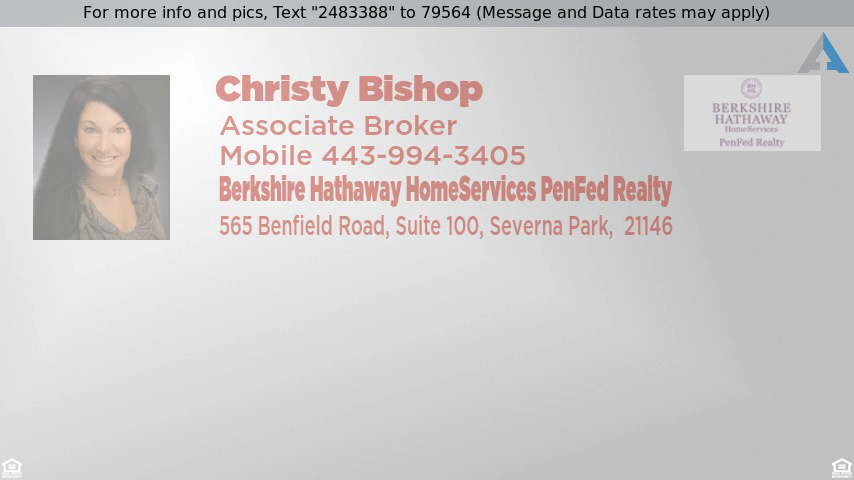 For more info and pics, Text "2483388" to 79564 (Message and Data rates may apply)
Christy Bishop
Associate Broker
Mobile 443-994-3405
Berkshire Hathaway HomeServices PenFed Realty
565 Benfield Road, Suite 100, Severna Park,  21146
BERKSHIRE
HATHAWAY
HomeServices
PenFed Realty